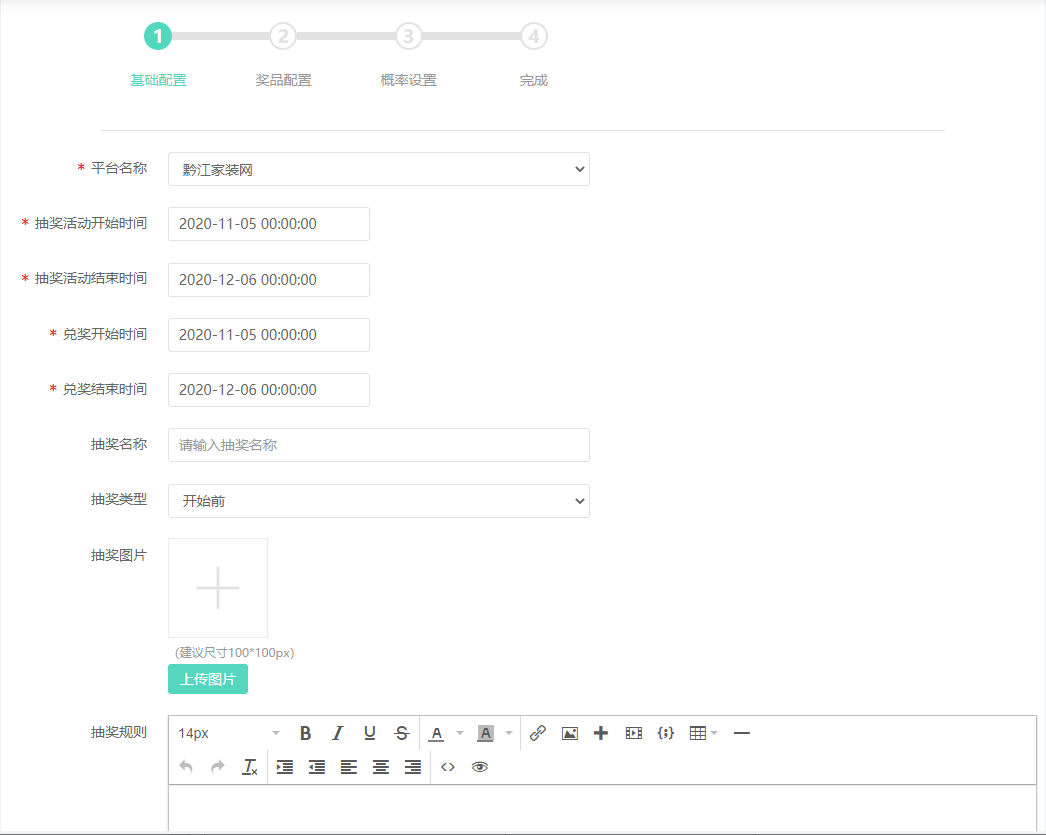 1 2 3 4
基础配置 奖品配置 概率设置 完成
* 平台名称 黔江家装网
* 抽奖活动开始时间 2020-11-05 00:00:00
* 抽奖活动结束时间 2020-12-06 00:00:00
* 兑奖开始时间 2020-11-05 00:00:00
* 兑奖结束时间 2020-12-06 00:00:00
抽奖名称 请输入抽奖名称
抽奖类型 开始前
抽奖图片
(建议尺寸100*100px)
上传图片
抽奖规则 14px B I U S A A